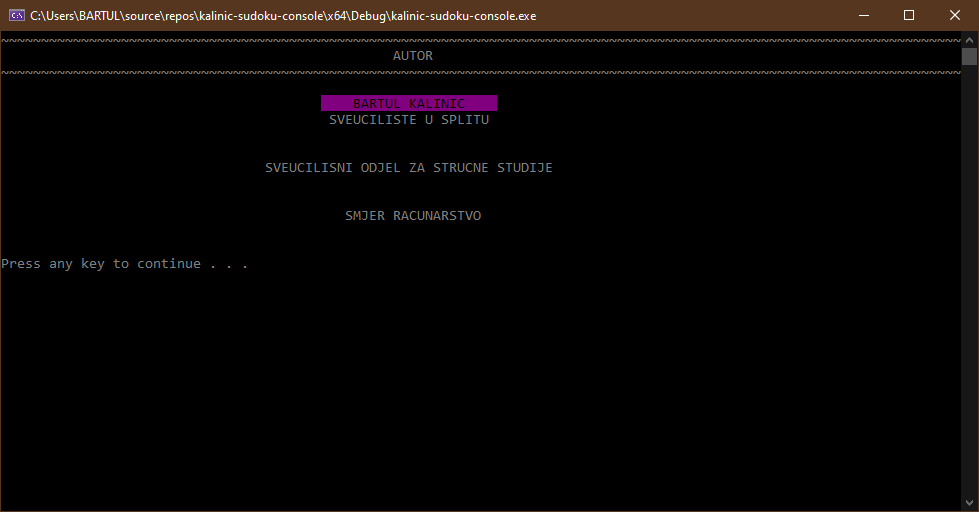 C:\Users\BARTUL\source\repos\kalinic-sudoku-console\x64\Debug\kalinic-sudoku-console.exe
~~~~~~~~~~~~~~~~~~~~~~~~~~~~~~~~~~~~~~~~~~~~~~~~~~~~~~~~~~~~~~~~~~~~~~~~~~~~~~~~~~~~~~~~~~~~~~~~~~~~~~~~~~~~~~~~~~~~~~~~
AUTOR
~~~~~~~~~~~~~~~~~~~~~~~~~~~~~~~~~~~~~~~~~~~~~~~~~~~~~~~~~~~~~~~~~~~~~~~~~~~~~~~~~~~~~~~~~~~~~~~~~~~~~~~~~~~~~~~~~~~~~~~~
BARTUL KALINIC
SVEUCILISTE U SPLITU
SVEUCILISNI ODJEL ZA STRUCNE STUDIJE
SMJER RACUNARSTVO
Press any key to continue . . .